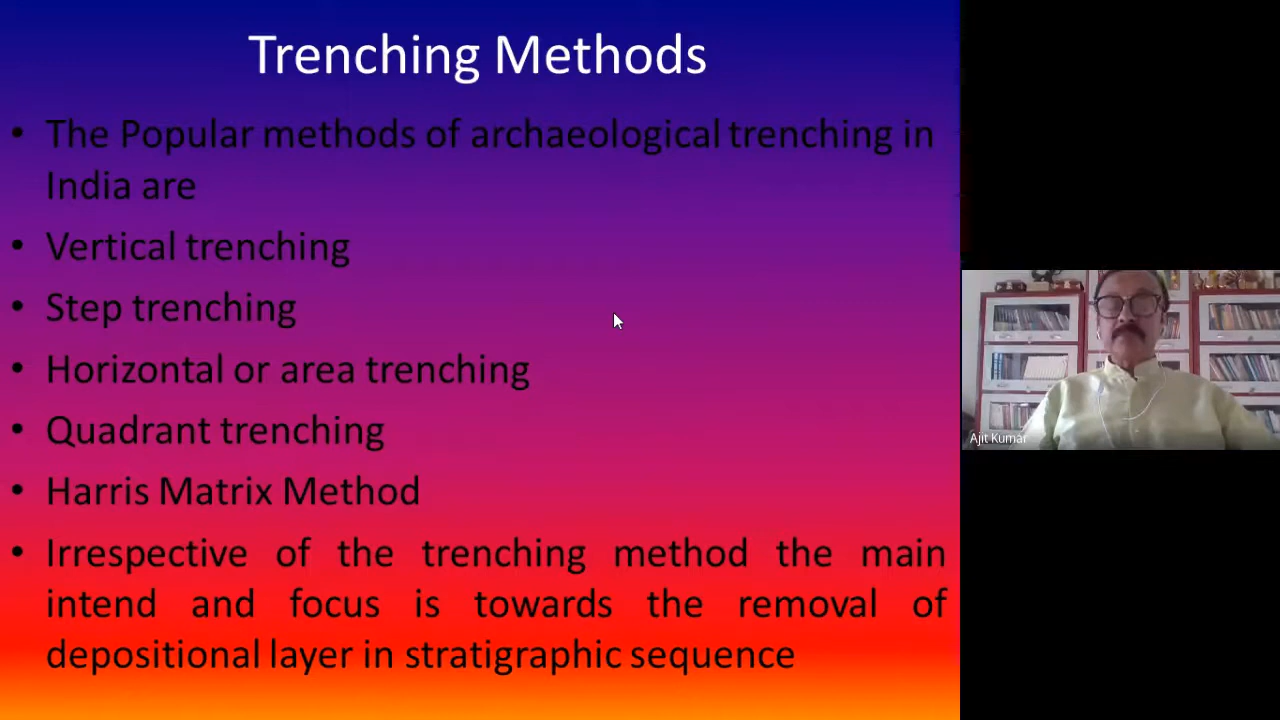 Trenching Methods
• The Popular methods of archaeological trenching in
India are
• Vertical trenching
• Step trenching
• Horizontal or area trenching
• Quadrant trenching
• Harris Matrix Method
• Irrespective of the trenching method the main
intend and focus is towards the removal of
depositional layer in stratigraphic sequence
Ajit Kumar